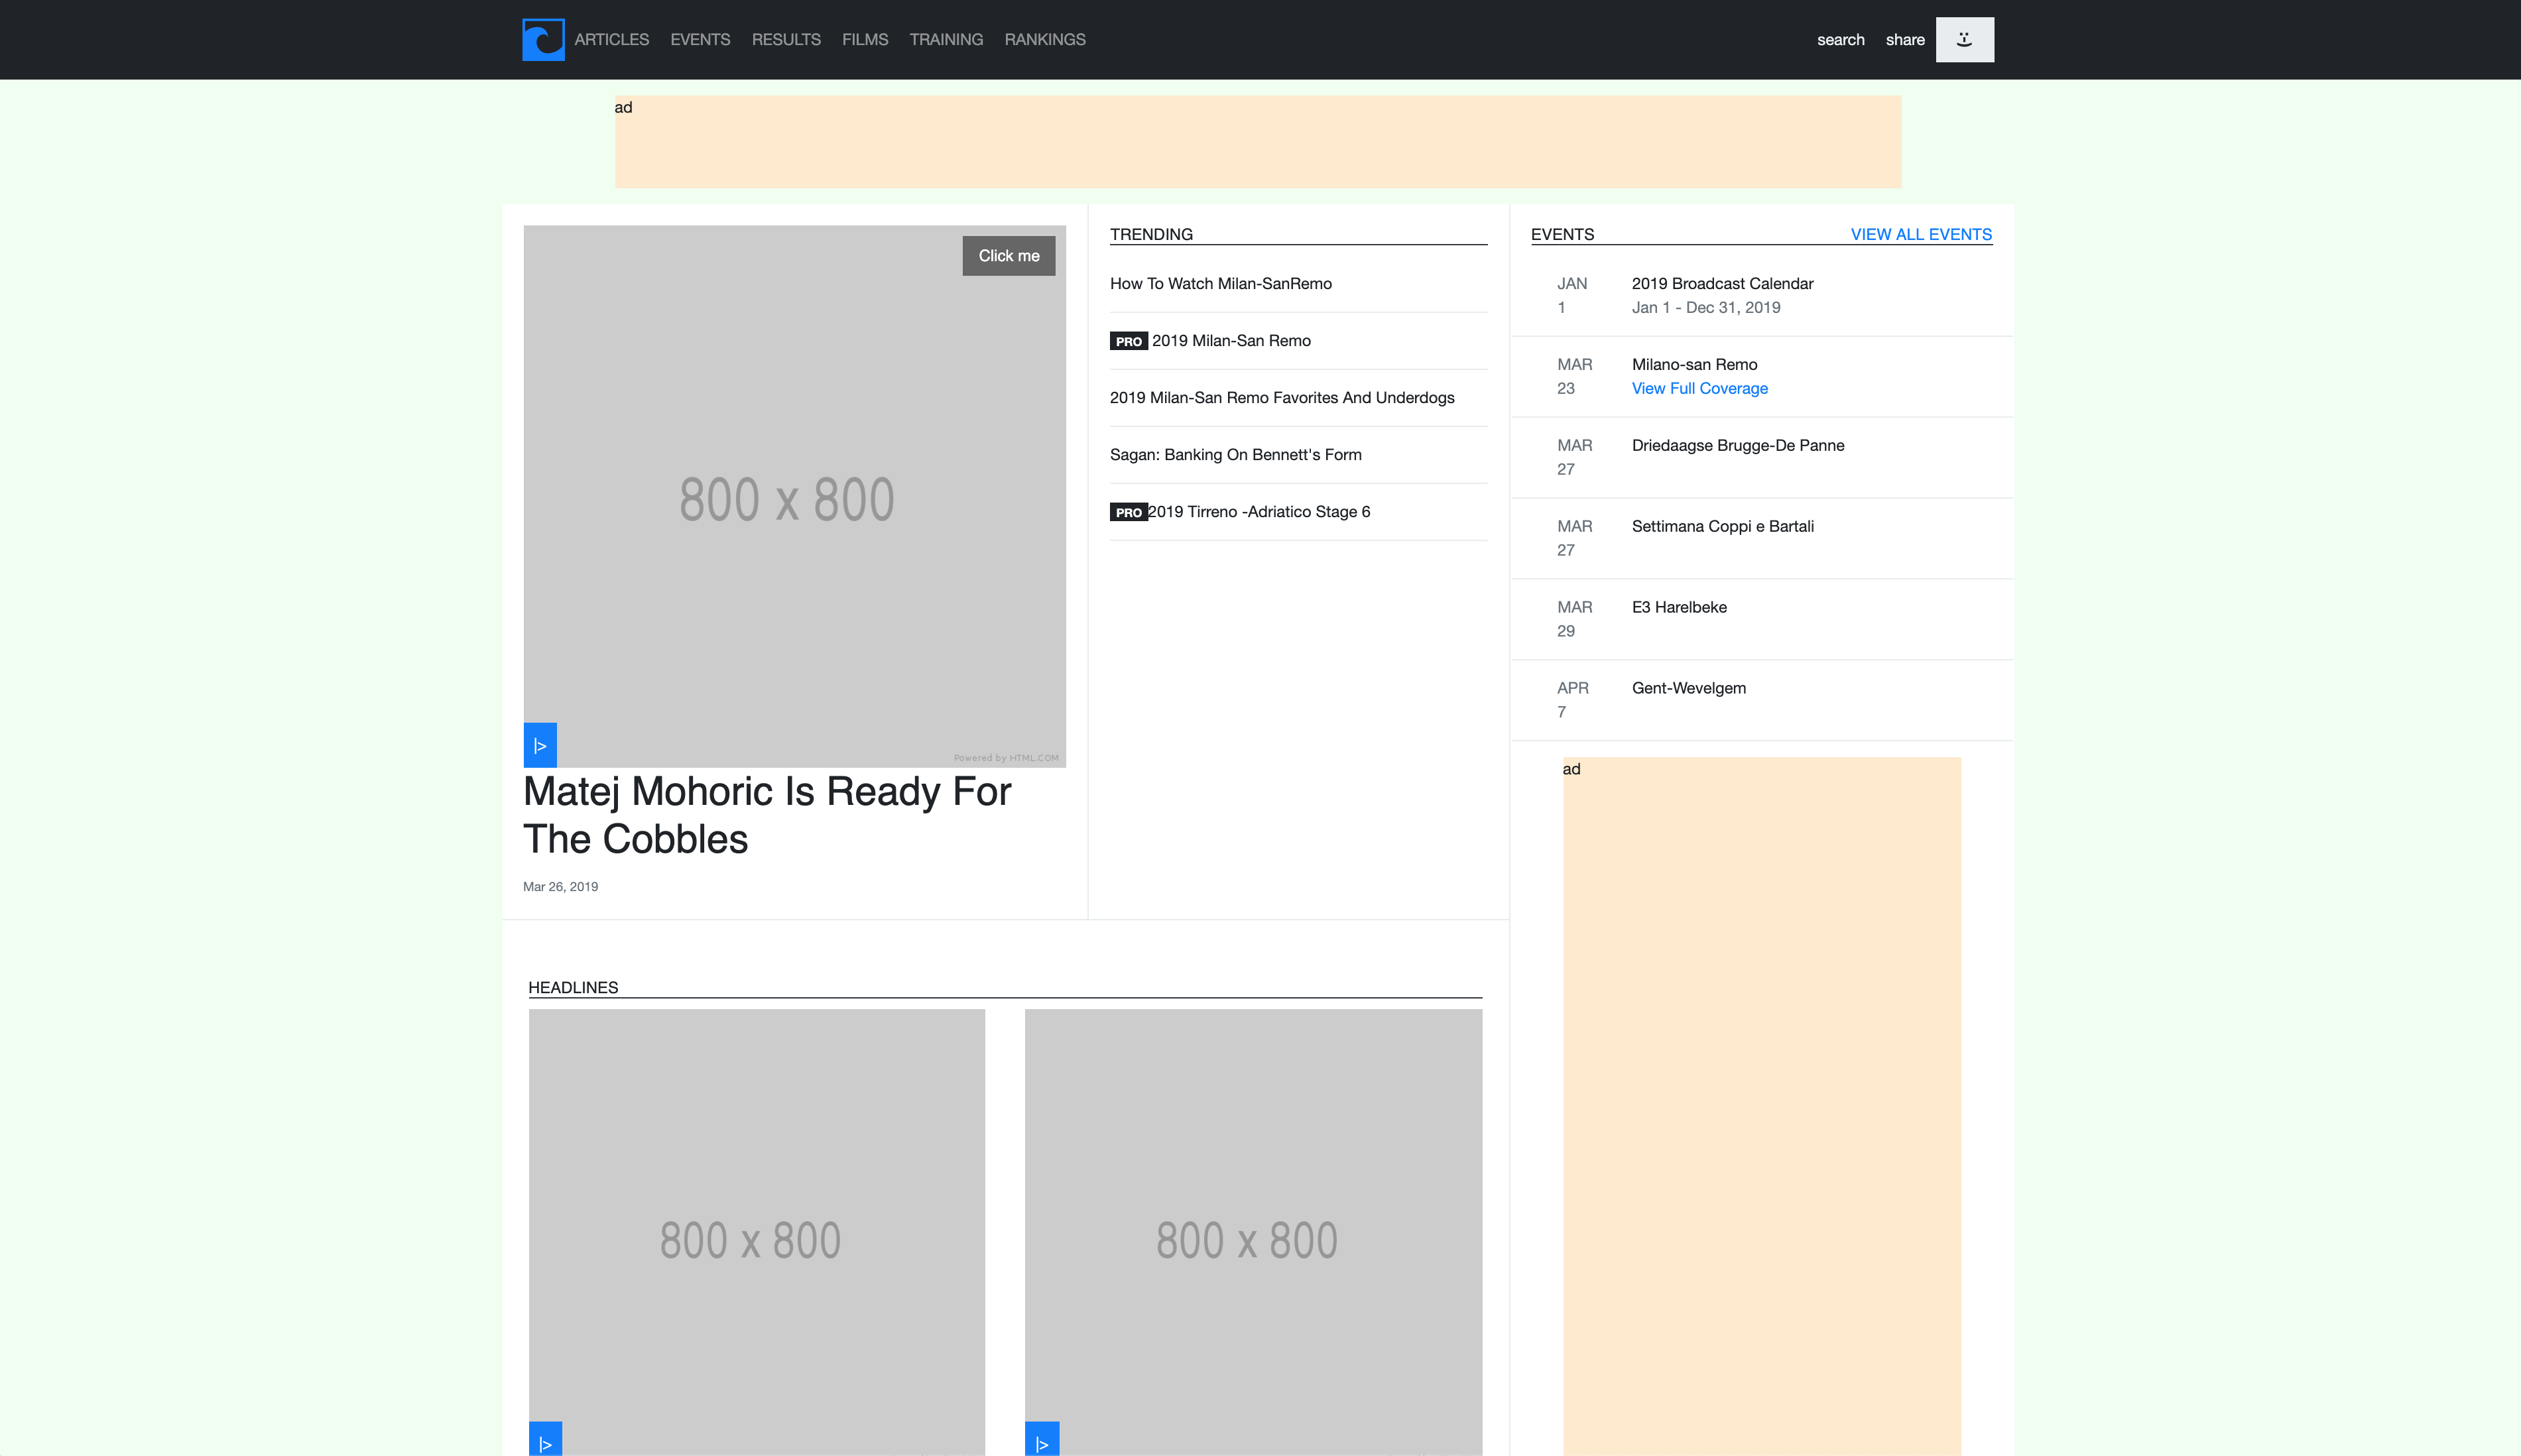 ARTICLES EVENTS RESULTS FILMS TRAINING RANKINGS search share
ad
Click me
800 x 800
|>
Powered by HTML.COM
Matej Mohoric Is Ready For
The Cobbles
Mar 26, 2019
TRENDING
How To Watch Milan-SanRemo
PRO 2019 Milan-San Remo
2019 Milan-San Remo Favorites And Underdogs
Sagan: Banking On Bennett's Form
PRO 2019 Tirreno -Adriatico Stage 6
EVENTS VIEW ALL EVENTS
JAN 2019 Broadcast Calendar
1 Jan 1 - Dec 31, 2019
MAR Milano-san Remo
23 View Full Coverage
MAR Driedaagse Brugge-De Panne
27
MAR Settimana Coppi e Bartali
27
MAR E3 Harelbeke
29
APR Gent-Wevelgem
7
ad
HEADLINES
800 x 800
|>
800 x 800
|>